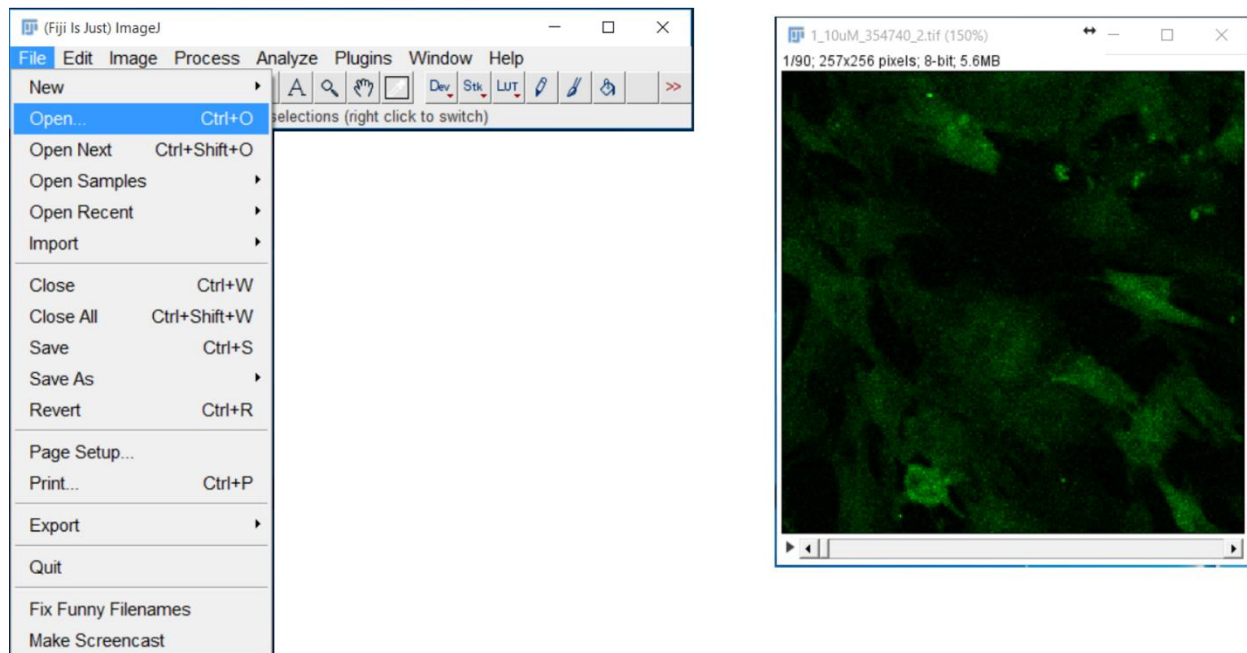 (Fiji Is Just) ImageJ
File Edit Image Process Analyze Plugins Window Help
A Dev Stk LUT >>
selections (right click to switch)
New
Open... Ctrl+O
Open Next Ctrl+Shift+O
Open Samples
Open Recent
Import
Close Ctrl+W
Close All Ctrl+Shift+W
Save Ctrl+S
Save As
Revert Ctrl+R
Page Setup...
Print... Ctrl+P
Export
Quit
Fix Funny Filenames
Make Screencast
1_10uM_354740_2.tif (150%)
1/90; 257x256 pixels; 8-bit; 5.6MB